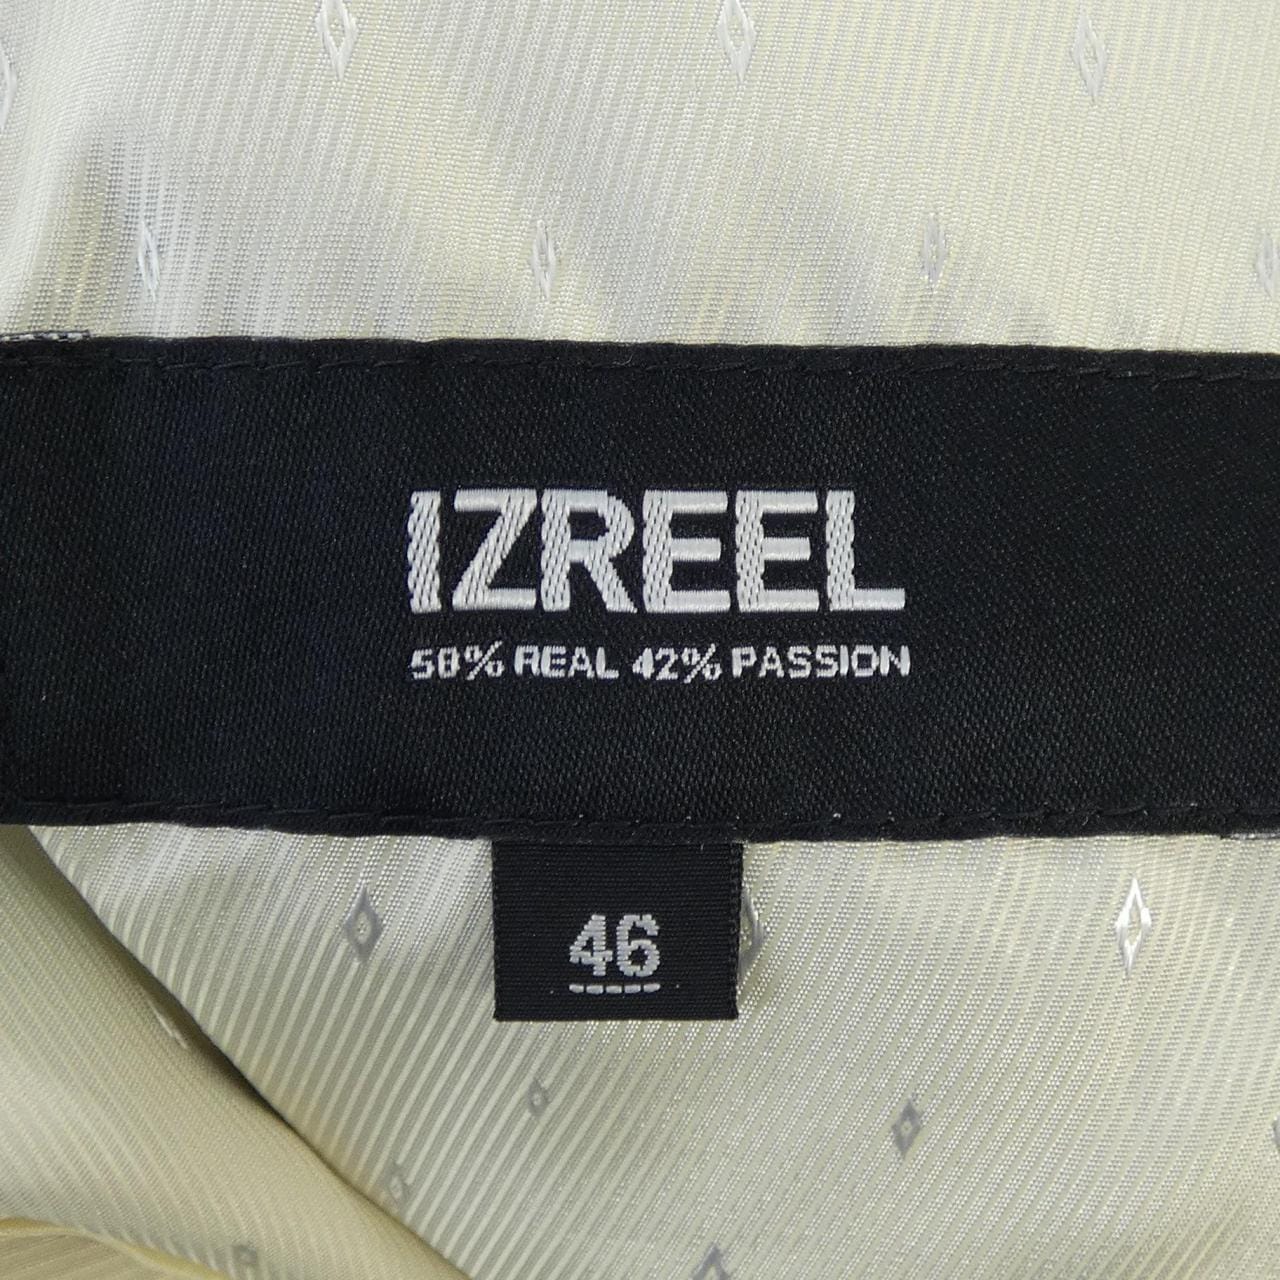 IZREEL
58% REAL 42% PASSION
46